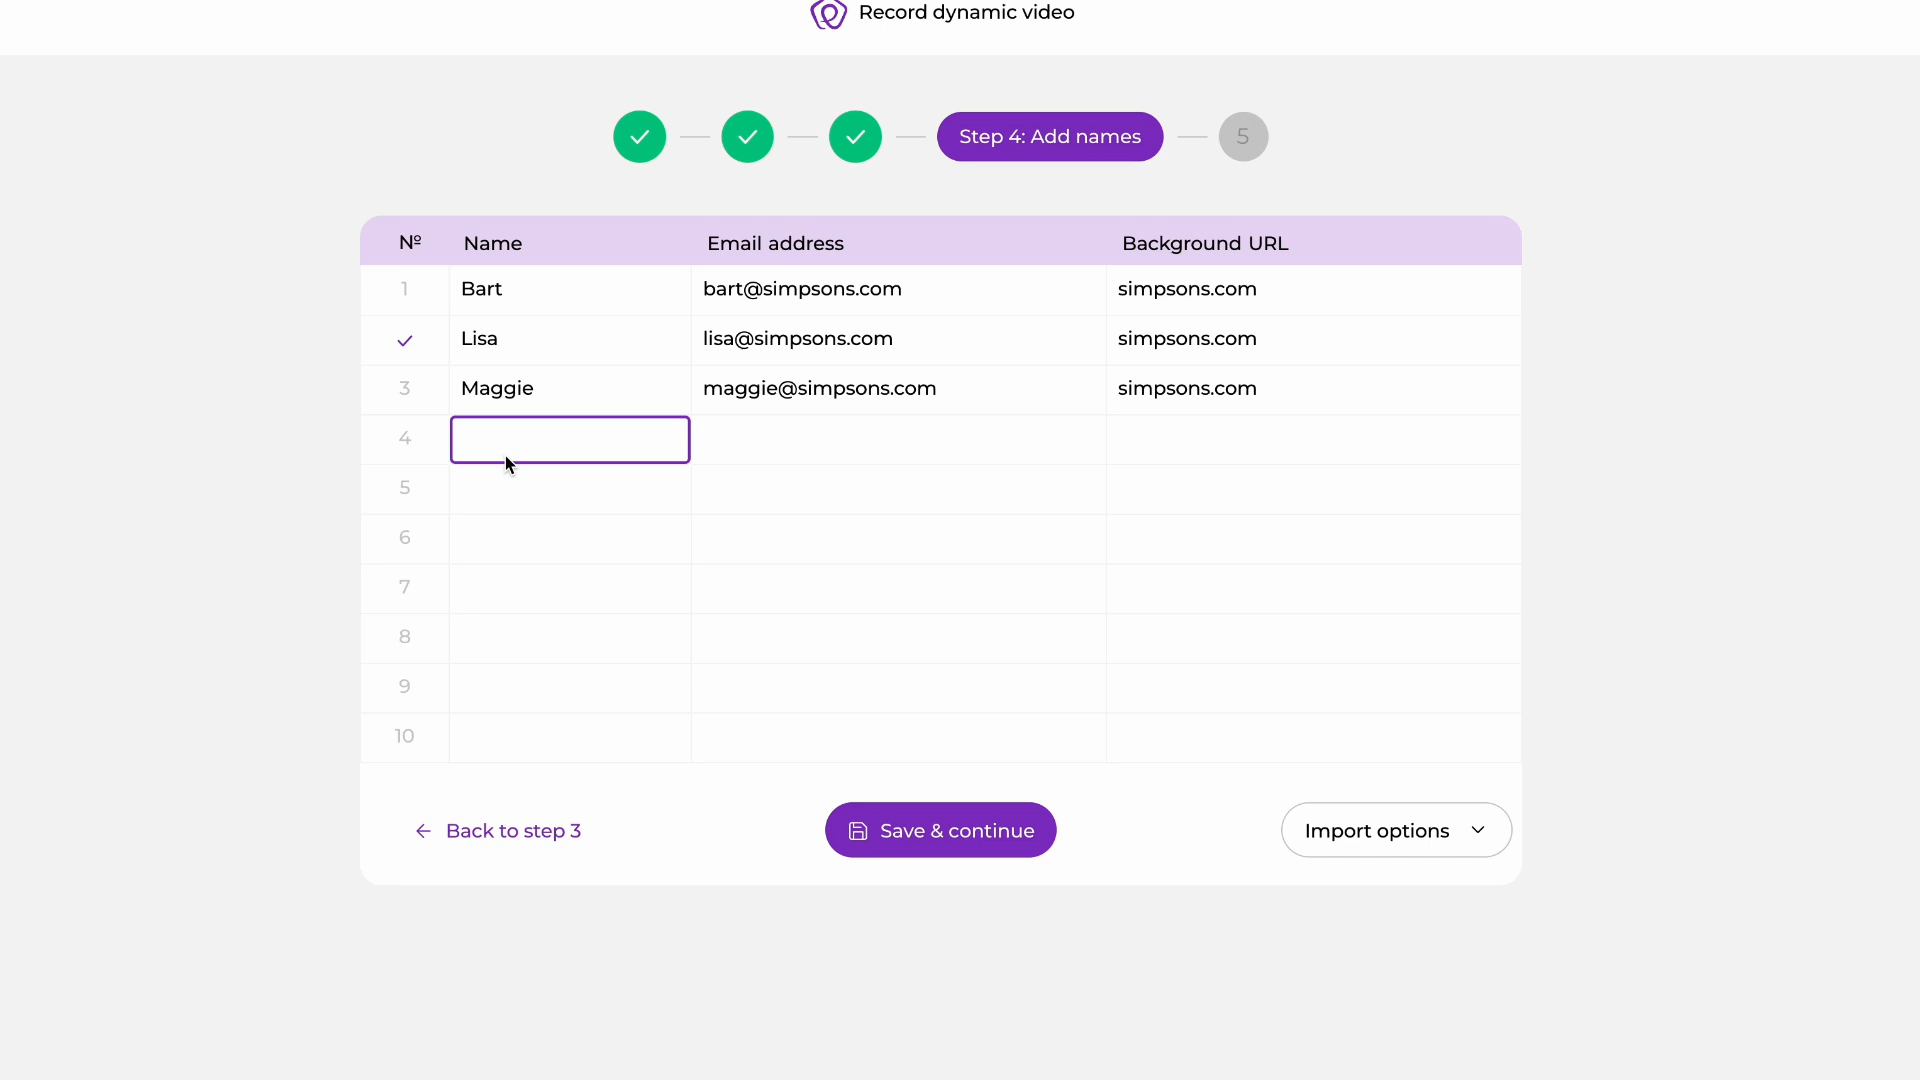 Record dynamic video
Step 4: Add names
5
Nº Name Email address Background URL
1 Bart bart@simpsons.com simpsons.com
Lisa lisa@simpsons.com simpsons.com
3 Maggie maggie@simpsons.com simpsons.com
4
5
6
7
8
9
10
Back to step 3 Save & continue Import options